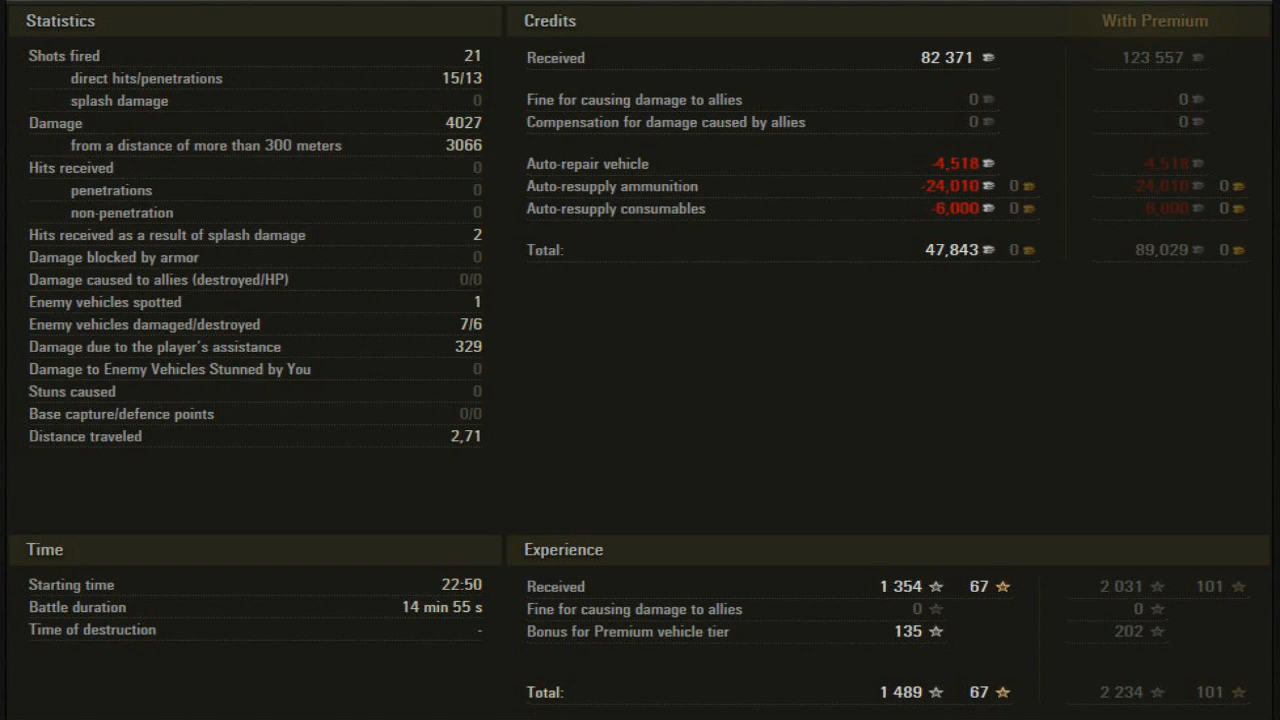 Statistics
Shots fired 21
direct hits/penetrations 15/13
splash damage 0
Damage 4027
from a distance of more than 300 meters 3066
Hits received 0
penetrations 0
non-penetration 0
Hits received as a result of splash damage 2
Damage blocked by armor 0
Damage caused to allies (destroyed/HP) 0/0
Enemy vehicles spotted 1
Enemy vehicles damaged/destroyed 7/6
Damage due to the player's assistance 329
Damage to Enemy Vehicles Stunned by You 0
Stuns caused 0
Base capture/defence points 0/0
Distance traveled 2,71
Credits With Premium
Received 82 371 123 557
Fine for causing damage to allies 0 0
Compensation for damage caused by allies 0 0
Auto-repair vehicle -4,518 -4,518
Auto-resupply ammunition -24,010 0 -24,010 0
Auto-resupply consumables -6,000 0 -6,000 0
Total: 47,843 0 89,029 0
Time
Starting time 22:50
Battle duration 14 min 55 s
Time of destruction -
Experience
Received 1 354 67 2 031 101
Fine for causing damage to allies 0 0
Bonus for Premium vehicle tier 135 202
Total: 1 489 67 2 234 101